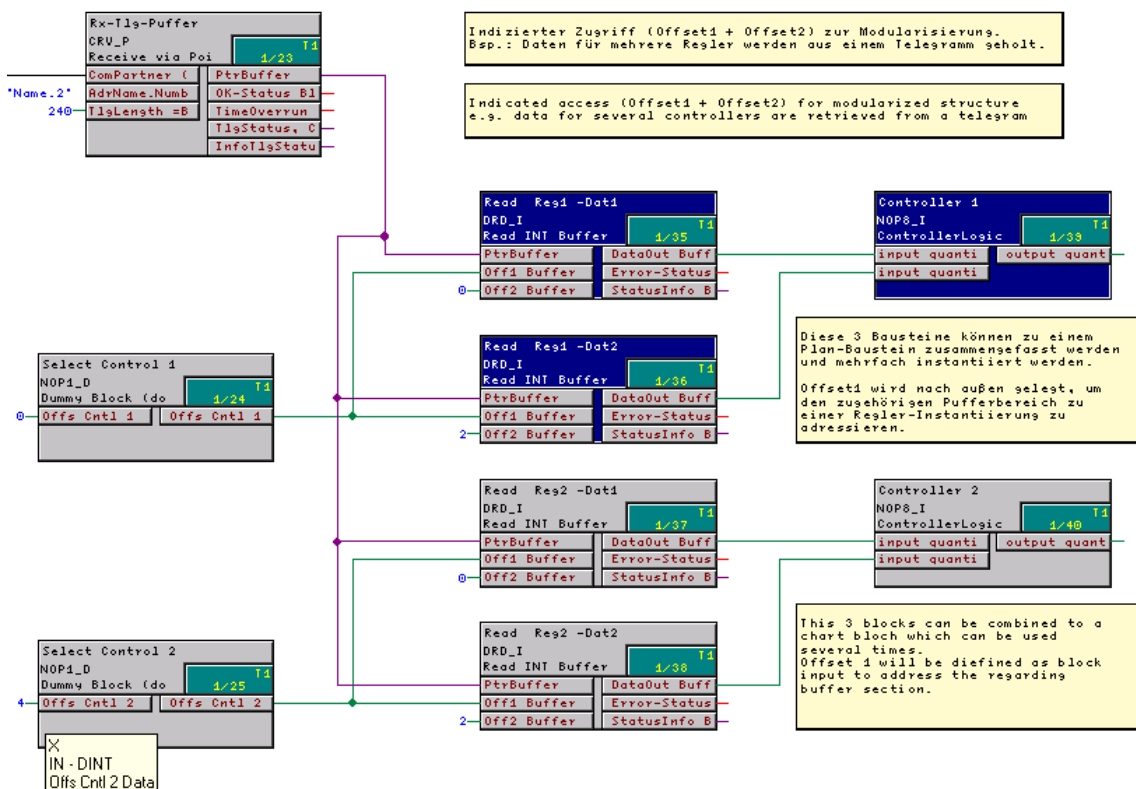 Rx-Tlg-Puffer
CRV_P
Receive via Poi
T1
1/23
ComPartner (
PtrBuffer
"Name.2"
AdrName.Numb
OK-Status Bl
240
TlgLength =B
TimeOverrun
TlgStatus, C
InfoTlgStatu
Indizierter Zugriff (Offset1 + Offset2) zur Modularisierung.
Bsp.: Daten für mehrere Regler werden aus einem Telegramm geholt.
Indicated access (Offset1 + Offset2) for modularized structure
e.g. data for several controllers are retrieved from a telegram
Read Reg1 -Dat1
DRD_I
Read INT Buffer
T1
1/35
PtrBuffer
DataOut Buff
Off1 Buffer
Error-Status
0
Off2 Buffer
StatusInfo B
Controller 1
NOP8_I
ControllerLogic
T1
1/39
input quanti
output quant
input quanti
Select Control 1
NOP1_D
Dummy Block (do
T1
1/24
0
Offs Cntl 1
Offs Cntl 1
Read Reg1 -Dat2
DRD_I
Read INT Buffer
T1
1/36
PtrBuffer
DataOut Buff
Off1 Buffer
Error-Status
2
Off2 Buffer
StatusInfo B
Diese 3 Bausteine können zu einem
Plan-Baustein zusammengefasst werden
und mehrfach instantiiert werden.
Offset1 wird nach außen gelegt, um
den zugehörigen Pufferbereich zu
einer Regler-Instantiierung zu
adressieren.
Read Reg2 -Dat1
DRD_I
Read INT Buffer
T1
1/37
PtrBuffer
DataOut Buff
Off1 Buffer
Error-Status
0
Off2 Buffer
StatusInfo B
Controller 2
NOP8_I
ControllerLogic
T1
1/40
input quanti
output quant
input quanti
Select Control 2
NOP1_D
Dummy Block (do
T1
1/25
4
Offs Cntl 2
Offs Cntl 2
X
IN - DINT
Offs Cntl 2 Data
Read Reg2 -Dat2
DRD_I
Read INT Buffer
T1
1/38
PtrBuffer
DataOut Buff
Off1 Buffer
Error-Status
2
Off2 Buffer
StatusInfo B
This 3 blocks can be combined to a
chart bloch which can be used
several times.
Offset 1 will be diefined as block
input to address the regarding
buffer section.